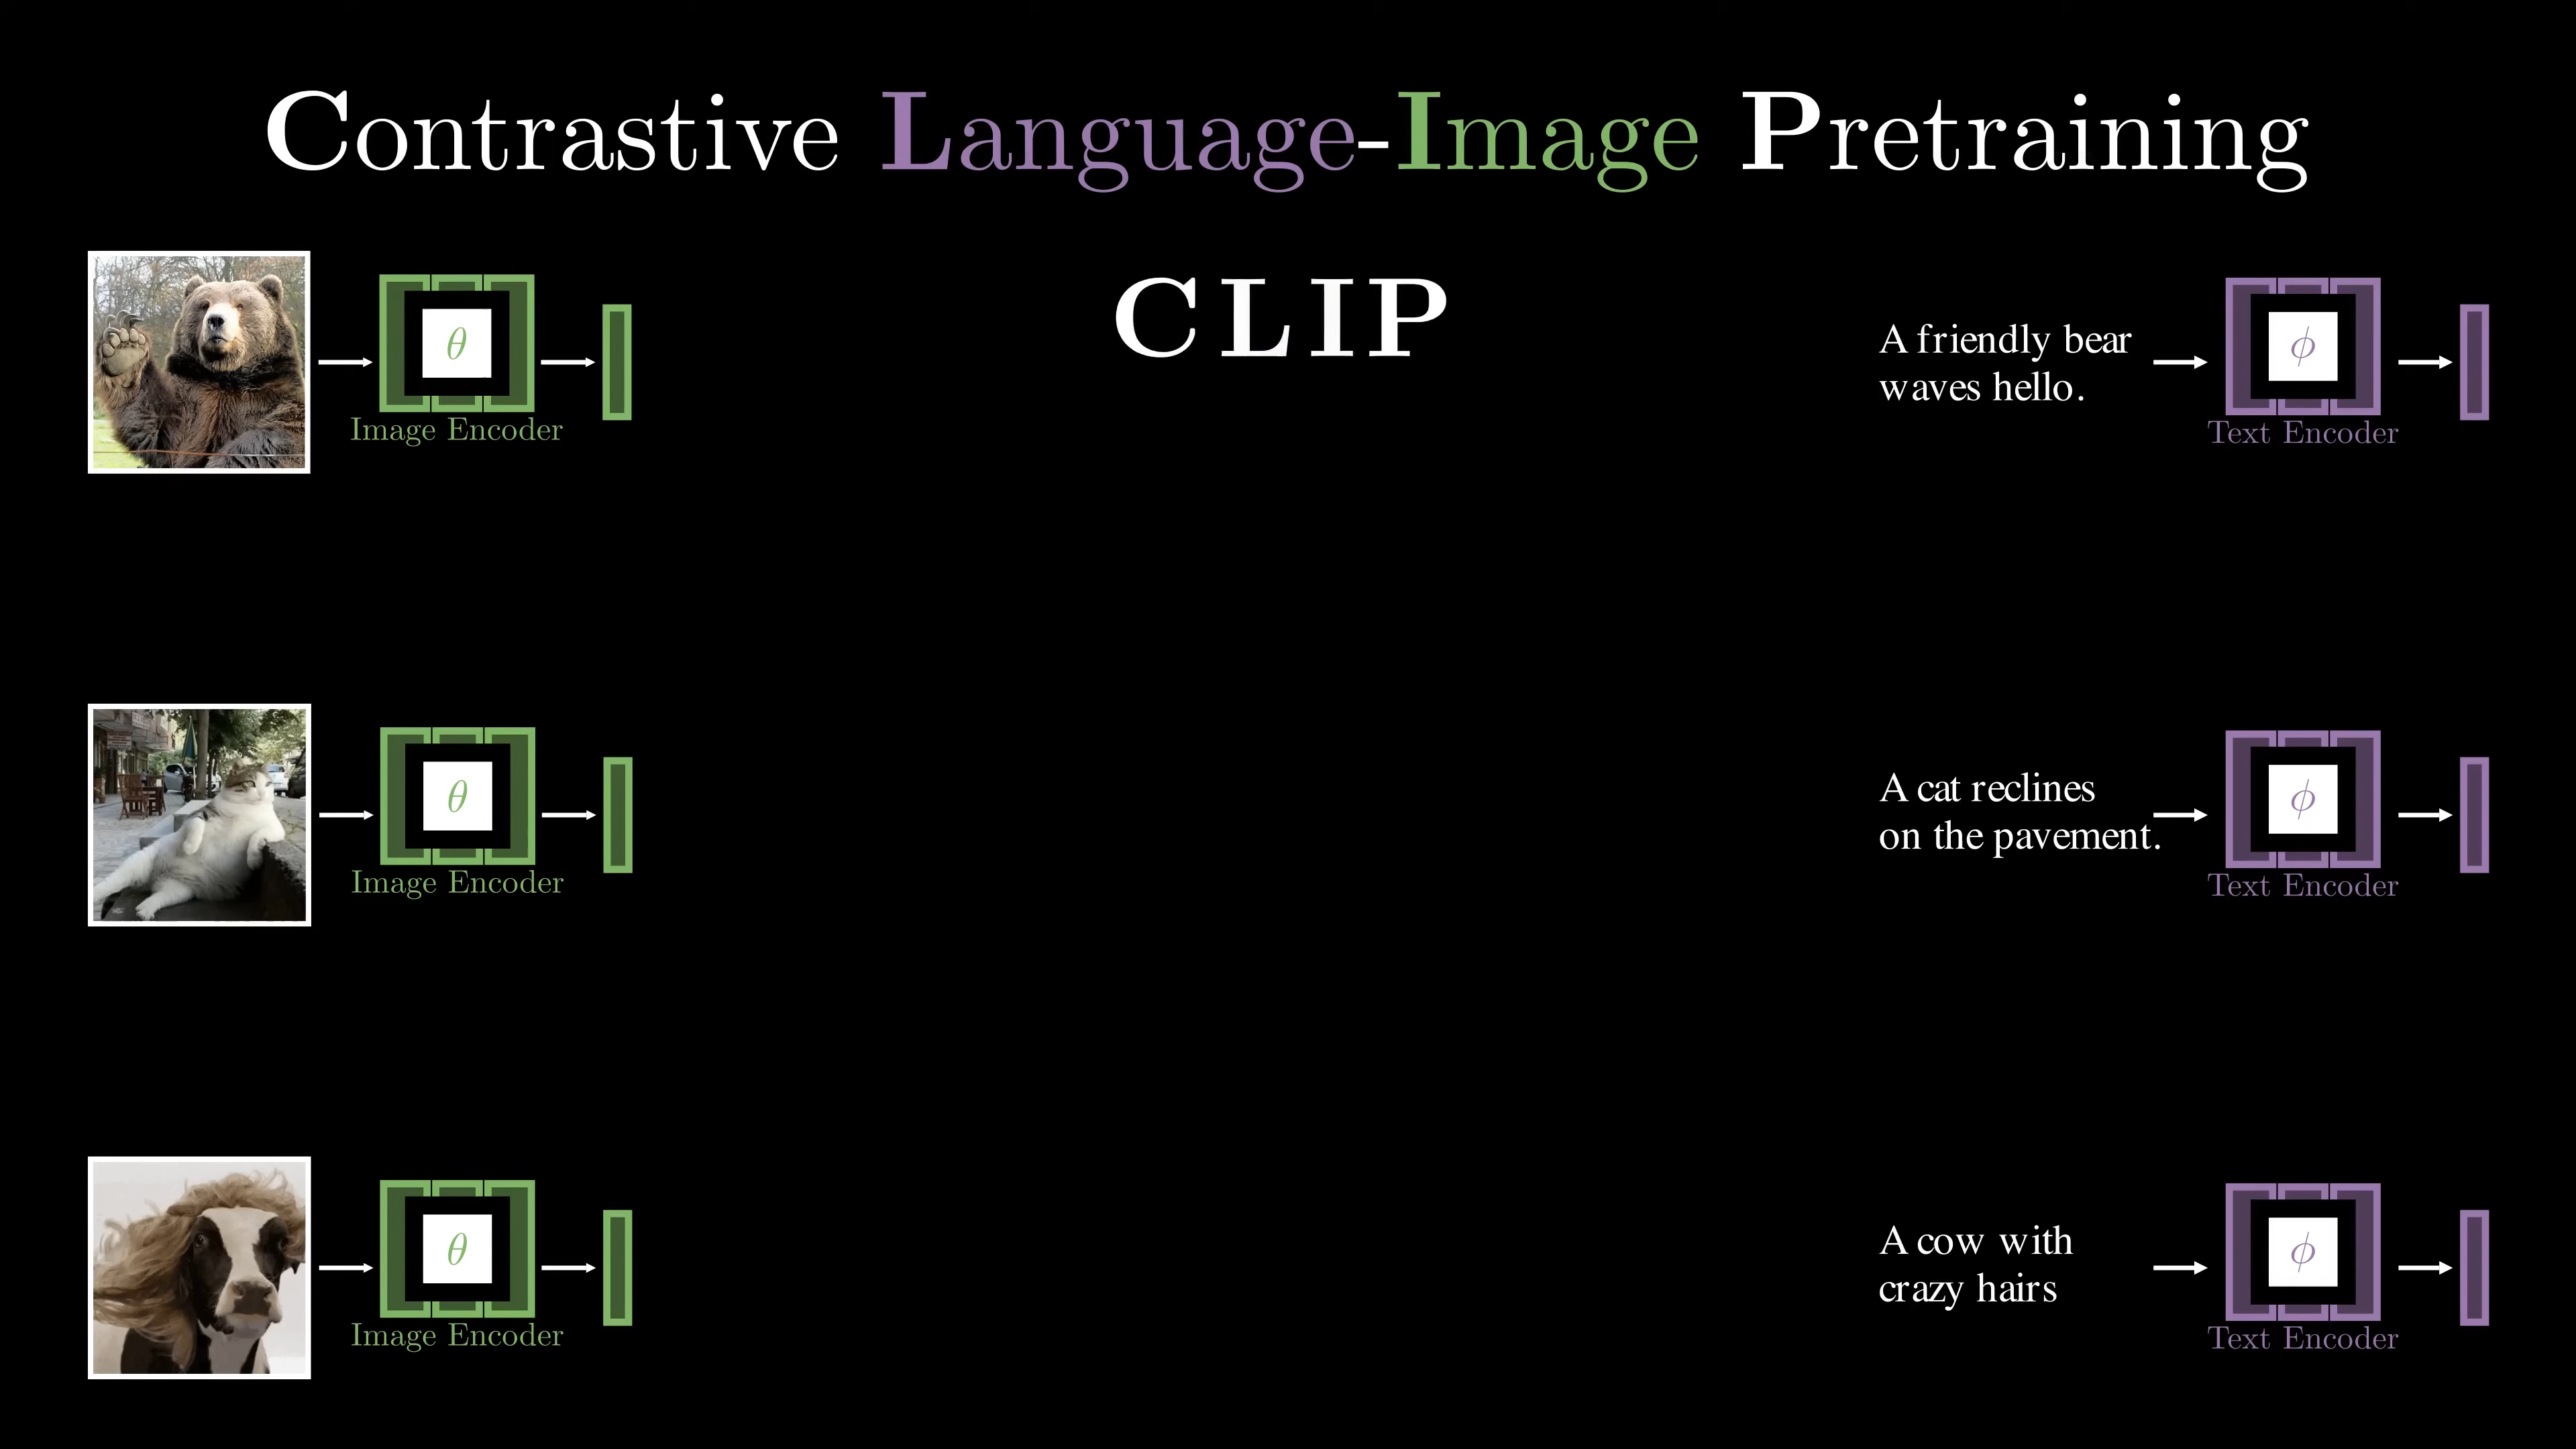 Contrastive Language-Image Pretraining
CLIP
θ
Image Encoder
A friendly bear
waves hello.
ϕ
Text Encoder
θ
Image Encoder
A cat reclines
on the pavement.
ϕ
Text Encoder
θ
Image Encoder
A cow with
crazy hairs
ϕ
Text Encoder